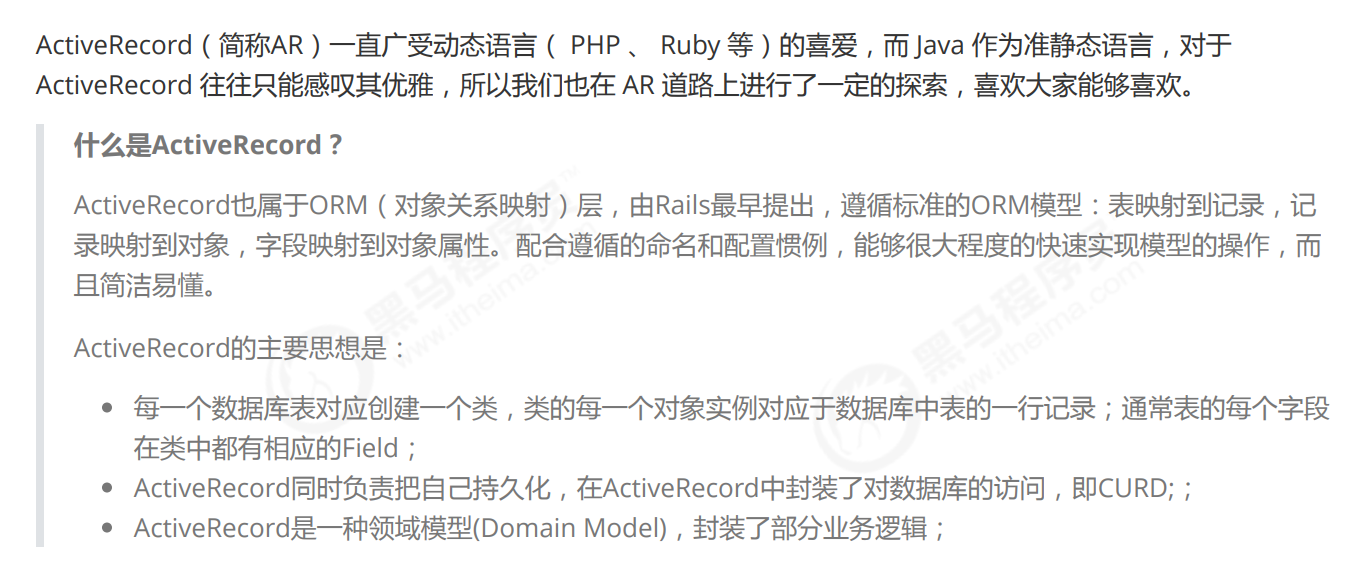 ActiveRecord（简称AR）一直广受动态语言（ PHP 、 Ruby 等）的喜爱，而 Java 作为准静态语言，对于
ActiveRecord 往往只能感叹其优雅，所以我们也在 AR 道路上进行了一定的探索，喜欢大家能够喜欢。
什么是ActiveRecord？
ActiveRecord也属于ORM（对象关系映射）层，由Rails最早提出，遵循标准的ORM模型：表映射到记录，记
录映射到对象，字段映射到对象属性。配合遵循的命名和配置惯例，能够很大程度的快速实现模型的操作，而
且简洁易懂。
ActiveRecord的主要思想是：
每一个数据库表对应创建一个类，类的每一个对象实例对应于数据库中表的一行记录；通常表的每个字段
在类中都有相应的Field；
ActiveRecord同时负责把自己持久化，在ActiveRecord中封装了对数据库的访问，即CURD;；
ActiveRecord是一种领域模型(Domain Model)，封装了部分业务逻辑；
黑马程序员™
www.itheima.com
黑马程序员
www.itheima.com